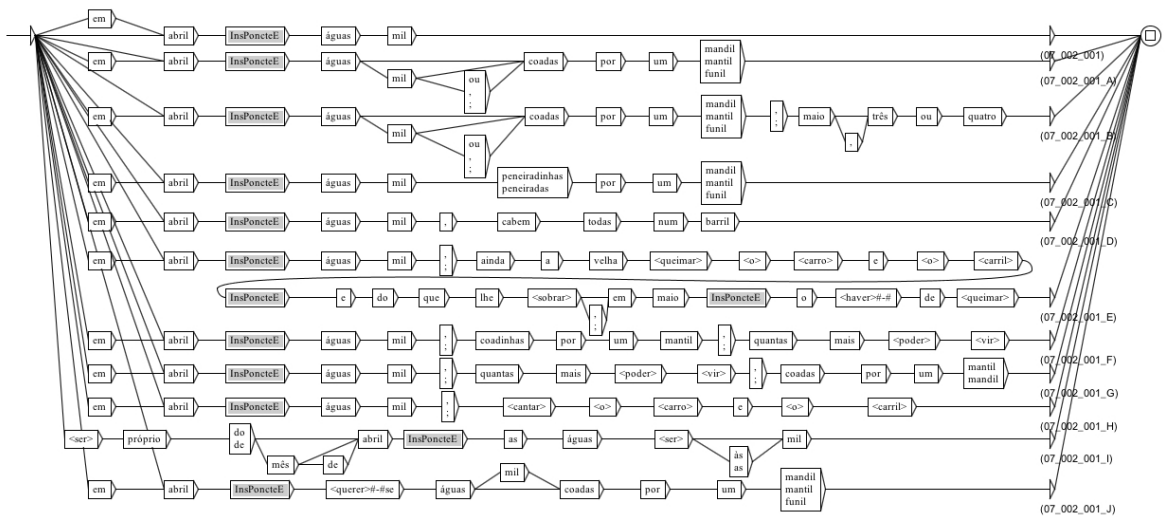 em
abril InsPoncteE águas mil
(07_002_001)
em abril InsPoncteE águas mil ou , ; coadas por um mandil mantil funil
(07_002_001_A)
em abril InsPoncteE águas mil ou , ; coadas por um mandil mantil funil , ; maio , três ou quatro
(07_002_001_B)
em abril InsPoncteE águas mil peneiradinhas peneiradas por um mandil mantil funil
(07_002_001_C)
em abril InsPoncteE águas mil , cabem todas num barril
(07_002_001_D)
em abril InsPoncteE águas mil , ; ainda a velha <queimar> <o> <carro> e <o> <carril>
InsPoncteE e do que lhe <sobrar> , ; em maio InsPoncteE o <haver>#-# de <queimar>
(07_002_001_E)
em abril InsPoncteE águas mil , ; coadinhas por um mantil , ; quantas mais <poder> <vir>
(07_002_001_F)
em abril InsPoncteE águas mil , ; quantas mais <poder> <vir> , ; coadas por um mantil mandil
(07_002_001_G)
em abril InsPoncteE águas mil , ; <cantar> <o> <carro> e <o> <carril>
(07_002_001_H)
<ser> próprio do de mês de abril InsPoncteE as águas <ser> às as mil
(07_002_001_I)
em abril InsPoncteE <querer>#-#se águas mil coadas por um mandil mantil funil
(07_002_001_J)